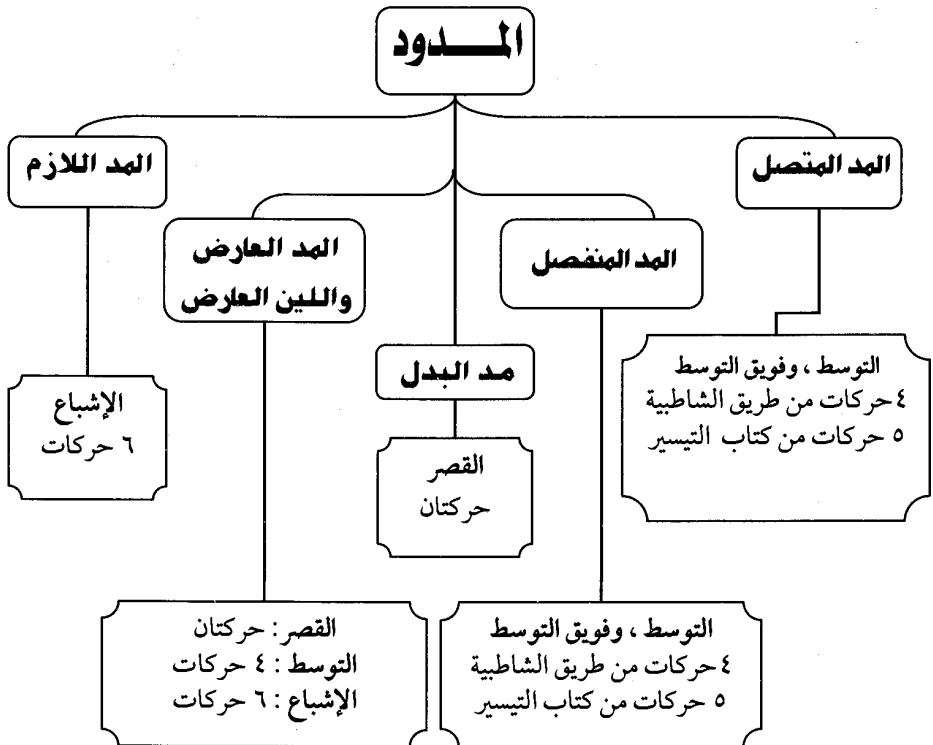 المـــدود
المد المتصل
المد اللازم
المد المنفصل
المد العارض
واللين العارض
مد البدل
التوسط ، وفويق التوسط
٤ حركات من طريق الشاطبية
٥ حركات من كتاب التيسير
الإشباع
٦ حركات
القصر
حركتان
التوسط ، وفويق التوسط
٤ حركات من طريق الشاطبية
٥ حركات من كتاب التيسير
القصر : حركتان
التوسط : ٤ حركات
الإشباع : ٦ حركات